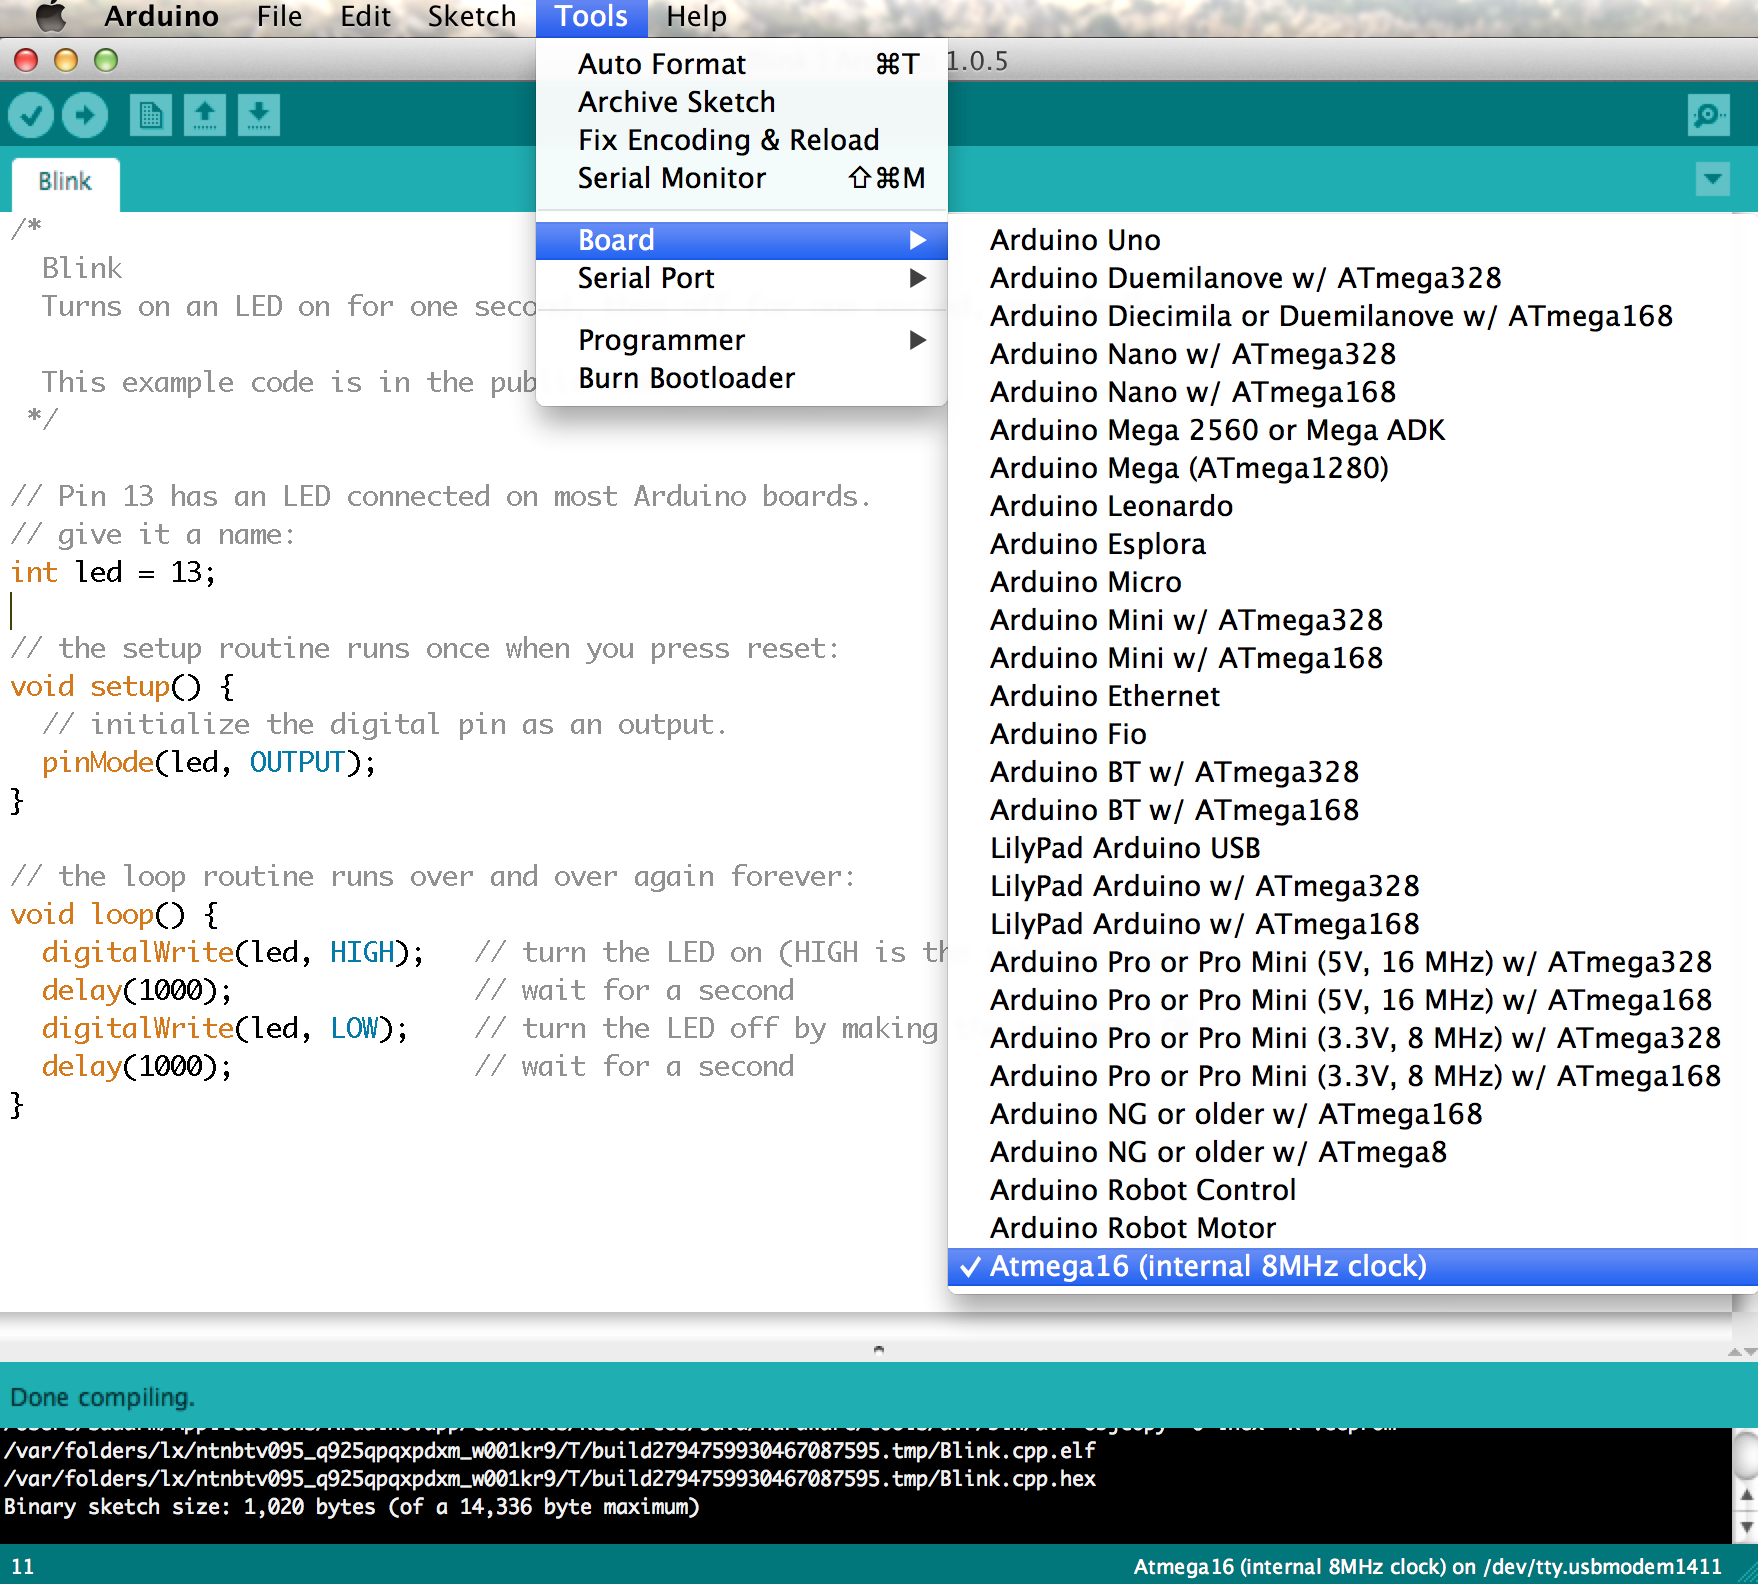 Arduino File Edit Sketch Tools Help
1.0.5
Auto Format ⌘T
Archive Sketch
Fix Encoding & Reload
Serial Monitor ⇧⌘M
Board
Serial Port
Programmer
Burn Bootloader
Arduino Uno
Arduino Duemilanove w/ ATmega328
Arduino Diecimila or Duemilanove w/ ATmega168
Arduino Nano w/ ATmega328
Arduino Nano w/ ATmega168
Arduino Mega 2560 or Mega ADK
Arduino Mega (ATmega1280)
Arduino Leonardo
Arduino Esplora
Arduino Micro
Arduino Mini w/ ATmega328
Arduino Mini w/ ATmega168
Arduino Ethernet
Arduino Fio
Arduino BT w/ ATmega328
Arduino BT w/ ATmega168
LilyPad Arduino USB
LilyPad Arduino w/ ATmega328
LilyPad Arduino w/ ATmega168
Arduino Pro or Pro Mini (5V, 16 MHz) w/ ATmega328
Arduino Pro or Pro Mini (5V, 16 MHz) w/ ATmega168
Arduino Pro or Pro Mini (3.3V, 8 MHz) w/ ATmega328
Arduino Pro or Pro Mini (3.3V, 8 MHz) w/ ATmega168
Arduino NG or older w/ ATmega168
Arduino NG or older w/ ATmega8
Arduino Robot Control
Arduino Robot Motor
✓ Atmega16 (internal 8MHz clock)
Blink
/*
Blink
Turns on an LED on for one
This example code is in the
*/
// Pin 13 has an LED connected on most Arduino boards.
// give it a name:
int led = 13;
// the setup routine runs once when you press reset:
void setup() {
// initialize the digital pin as an output.
pinMode(led, OUTPUT);
}
// the loop routine runs over and over again forever:
void loop() {
digitalWrite(led, HIGH); // turn the LED on (HIGH is
delay(1000); // wait for a second
digitalWrite(led, LOW); // turn the LED off by making
delay(1000); // wait for a second
}
Done compiling.
/var/folders/lx/ntnbtv095_q925qpqxpdxm_w001kr9/T/build2794759930467087595.tmp/Blink.cpp.elf
/var/folders/lx/ntnbtv095_q925qpqxpdxm_w001kr9/T/build2794759930467087595.tmp/Blink.cpp.hex
Binary sketch size: 1,020 bytes (of a 14,336 byte maximum)
11
Atmega16 (internal 8MHz clock) on /dev/tty.usbmodem1411